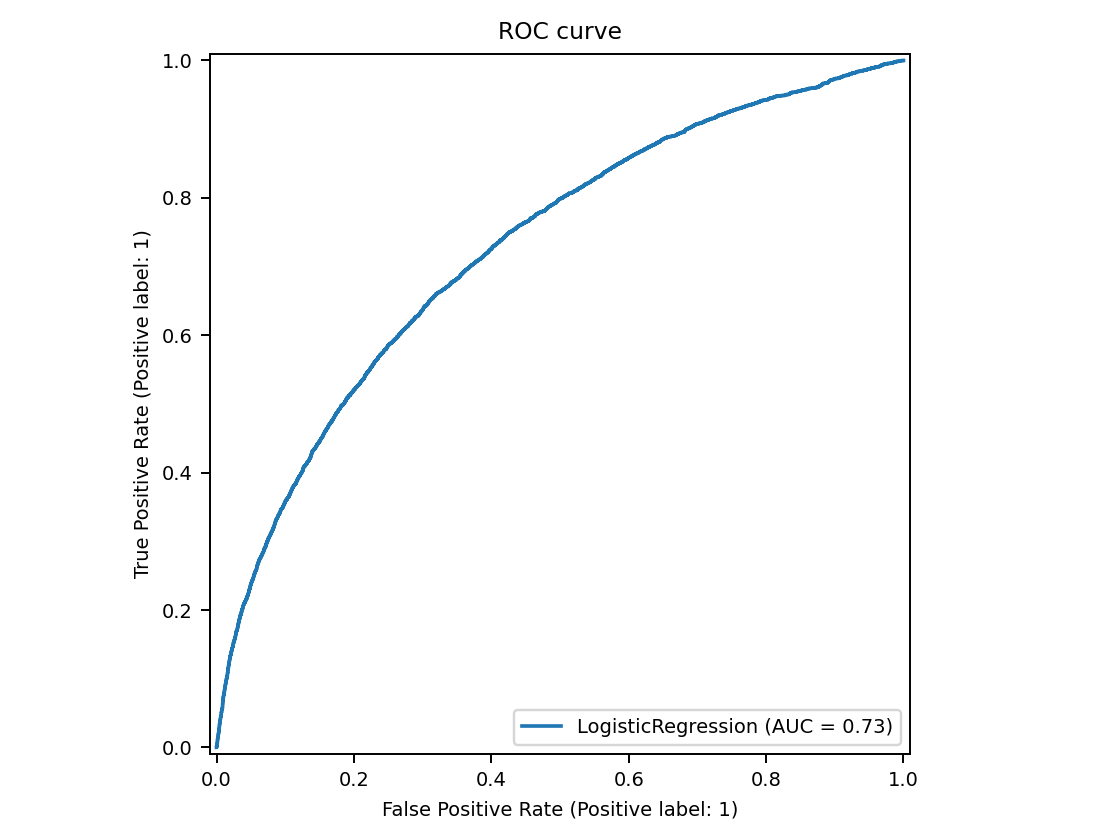 ROC curve
True Positive Rate (Positive label: 1)
1.0
0.8
0.6
0.4
0.2
0.0
LogisticRegression (AUC = 0.73)
0.0 0.2 0.4 0.6 0.8 1.0
False Positive Rate (Positive label: 1)